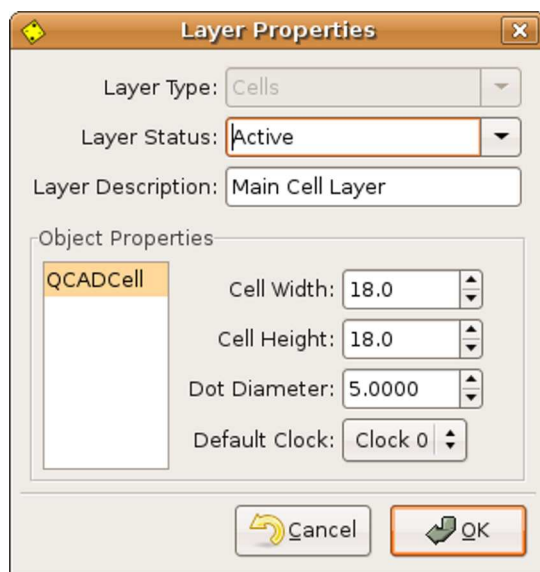 Layer Properties
Layer Type: Cells
Layer Status: Active
Layer Description: Main Cell Layer
Object Properties
QCADCell
Cell Width: 18.0
Cell Height: 18.0
Dot Diameter: 5.0000
Default Clock: Clock 0
Cancel OK